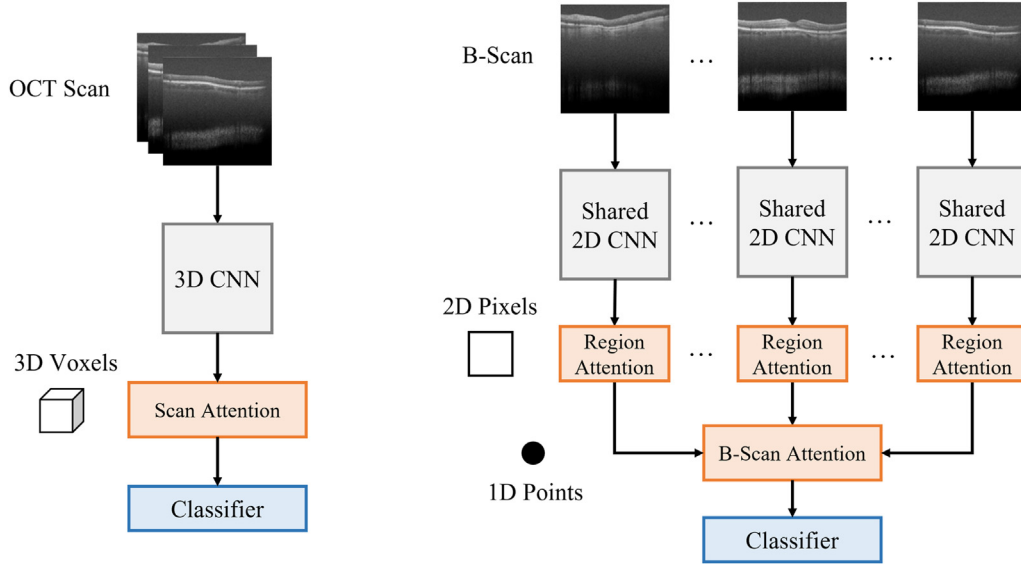 OCT Scan
3D CNN
3D Voxels
Scan Attention
Classifier
B-Scan
...
...
Shared
2D CNN
...
Shared
2D CNN
...
Shared
2D CNN
2D Pixels
Region
Attention
...
Region
Attention
...
Region
Attention
B-Scan Attention
1D Points
Classifier